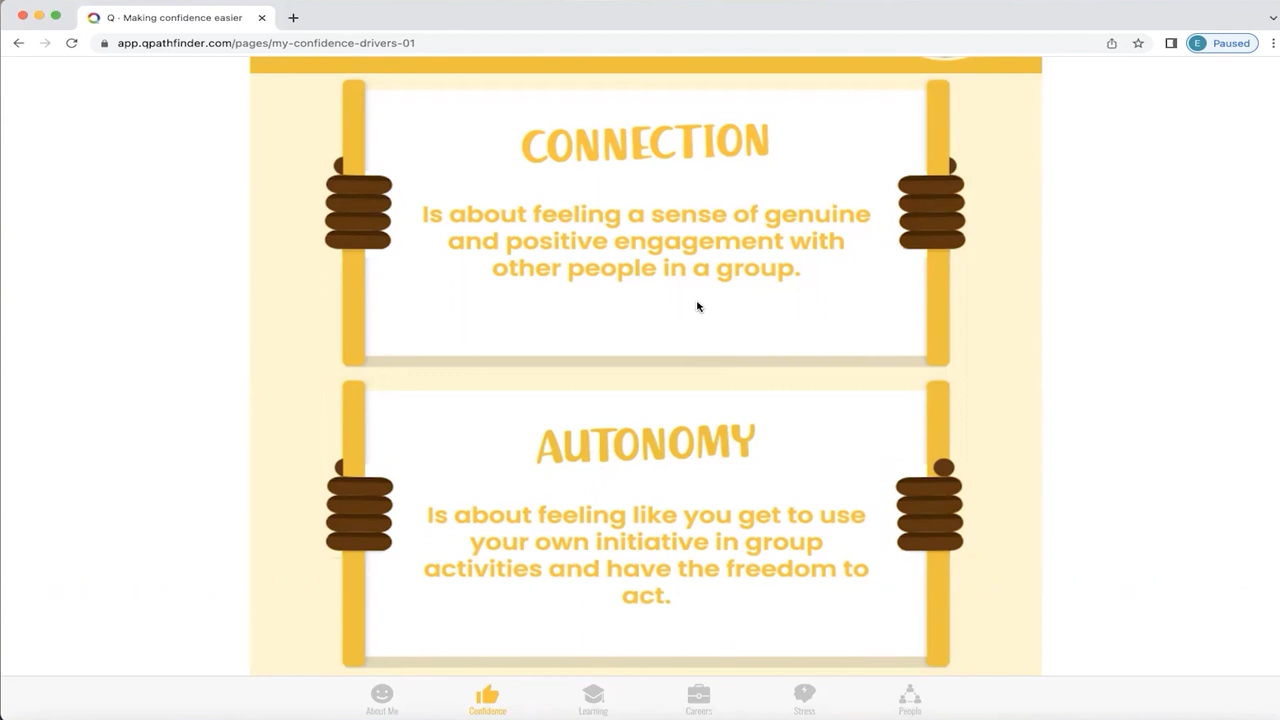 Q - Making confidence easier
app.qpathfinder.com/pages/my-confidence-drivers-01
E Paused
CONNECTION
Is about feeling a sense of genuine
and positive engagement with
other people in a group.
AUTONOMY
Is about feeling like you get to use
your own initiative in group
activities and have the freedom to
act.
About Me Confidence Learning Careers Stress People